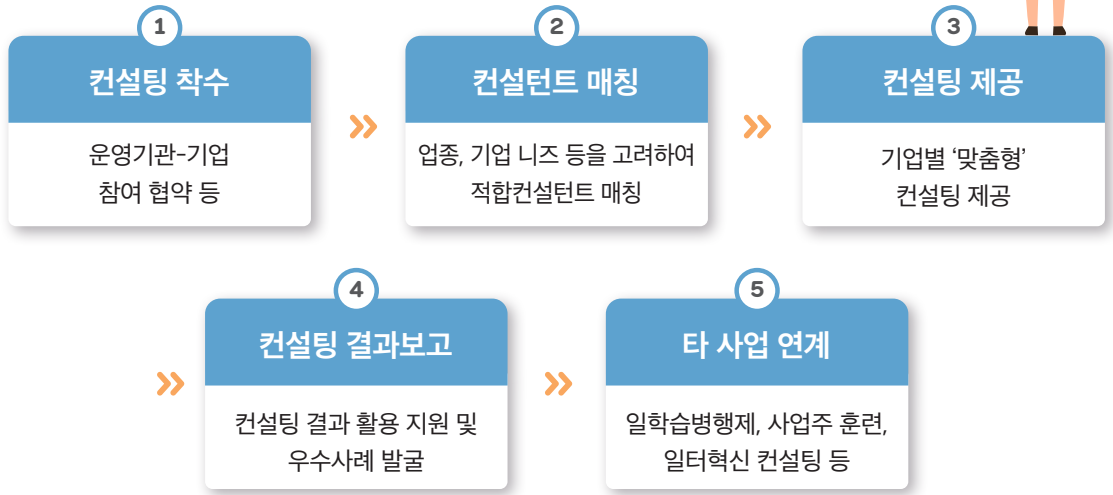 1
컨설팅 착수
운영기관-기업
참여 협약 등
2
컨설턴트 매칭
업종, 기업 니즈 등을 고려하여
적합컨설턴트 매칭
3
컨설팅 제공
기업별 ‘맞춤형’
컨설팅 제공
4
컨설팅 결과보고
컨설팅 결과 활용 지원 및
우수사례 발굴
5
타 사업 연계
일학습병행제, 사업주 훈련,
일터혁신 컨설팅 등